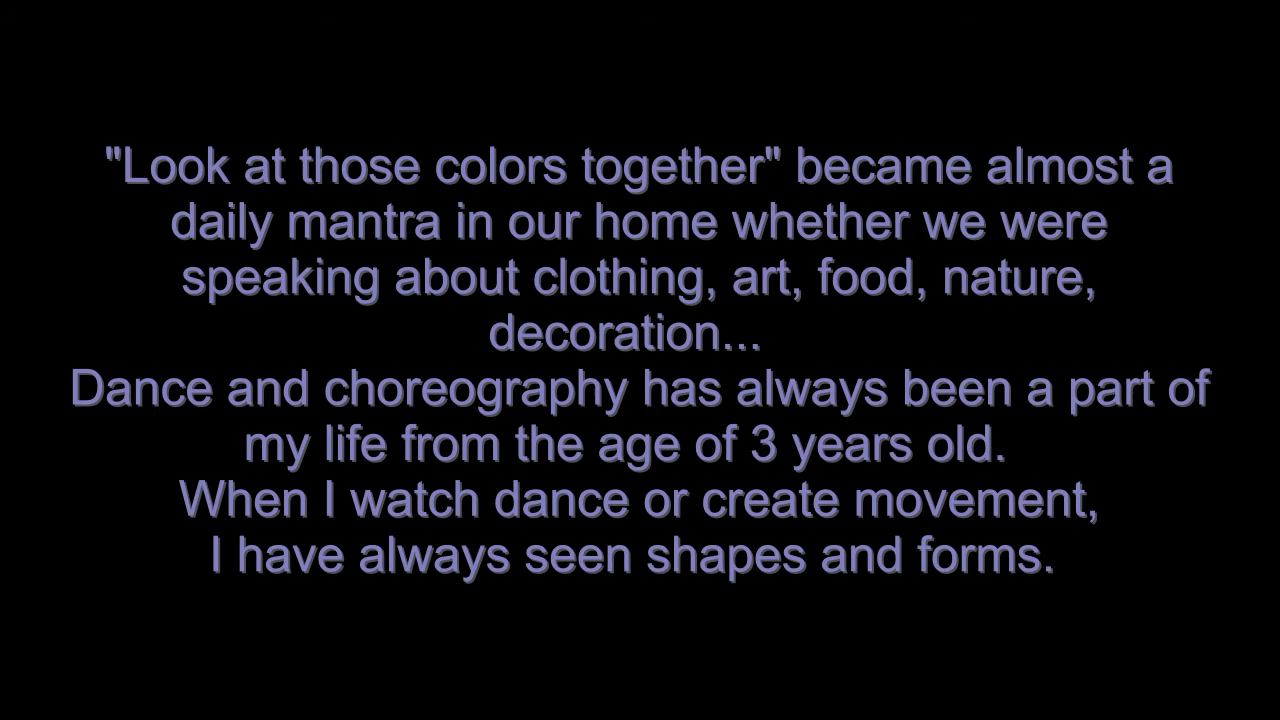 "Look at those colors together" became almost a
daily mantra in our home whether we were
speaking about clothing, art, food, nature,
decoration...
Dance and choreography has always been a part of
my life from the age of 3 years old.
When I watch dance or create movement,
I have always seen shapes and forms.